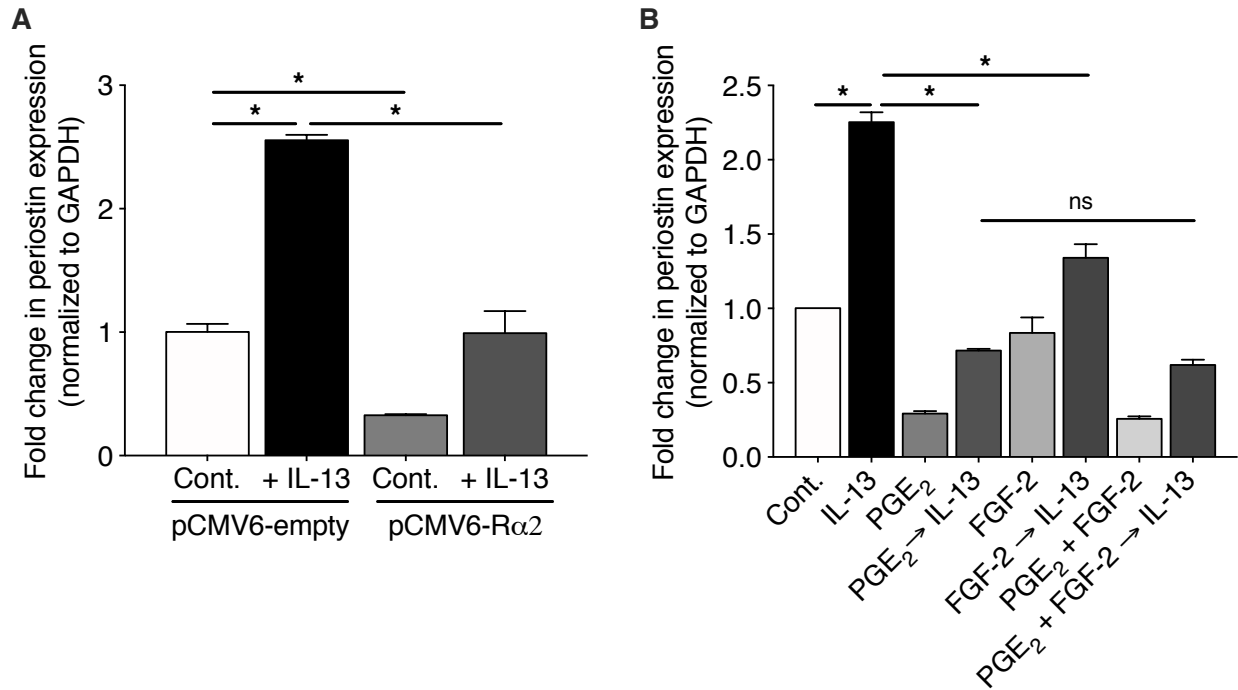 A
Fold change in periostin expression
(normalized to GAPDH)
3
2
1
0
*
*
*
Cont.
+ IL-13
Cont.
+ IL-13
pCMV6-empty
pCMV6-Rα2
B
Fold change in periostin expression
(normalized to GAPDH)
2.5
2.0
1.5
1.0
0.5
0.0
*
*
*
ns
Cont.
IL-13
PGE₂
PGE₂ → IL-13
FGF-2
FGF-2 → IL-13
PGE₂ + FGF-2
PGE₂ + FGF-2 → IL-13